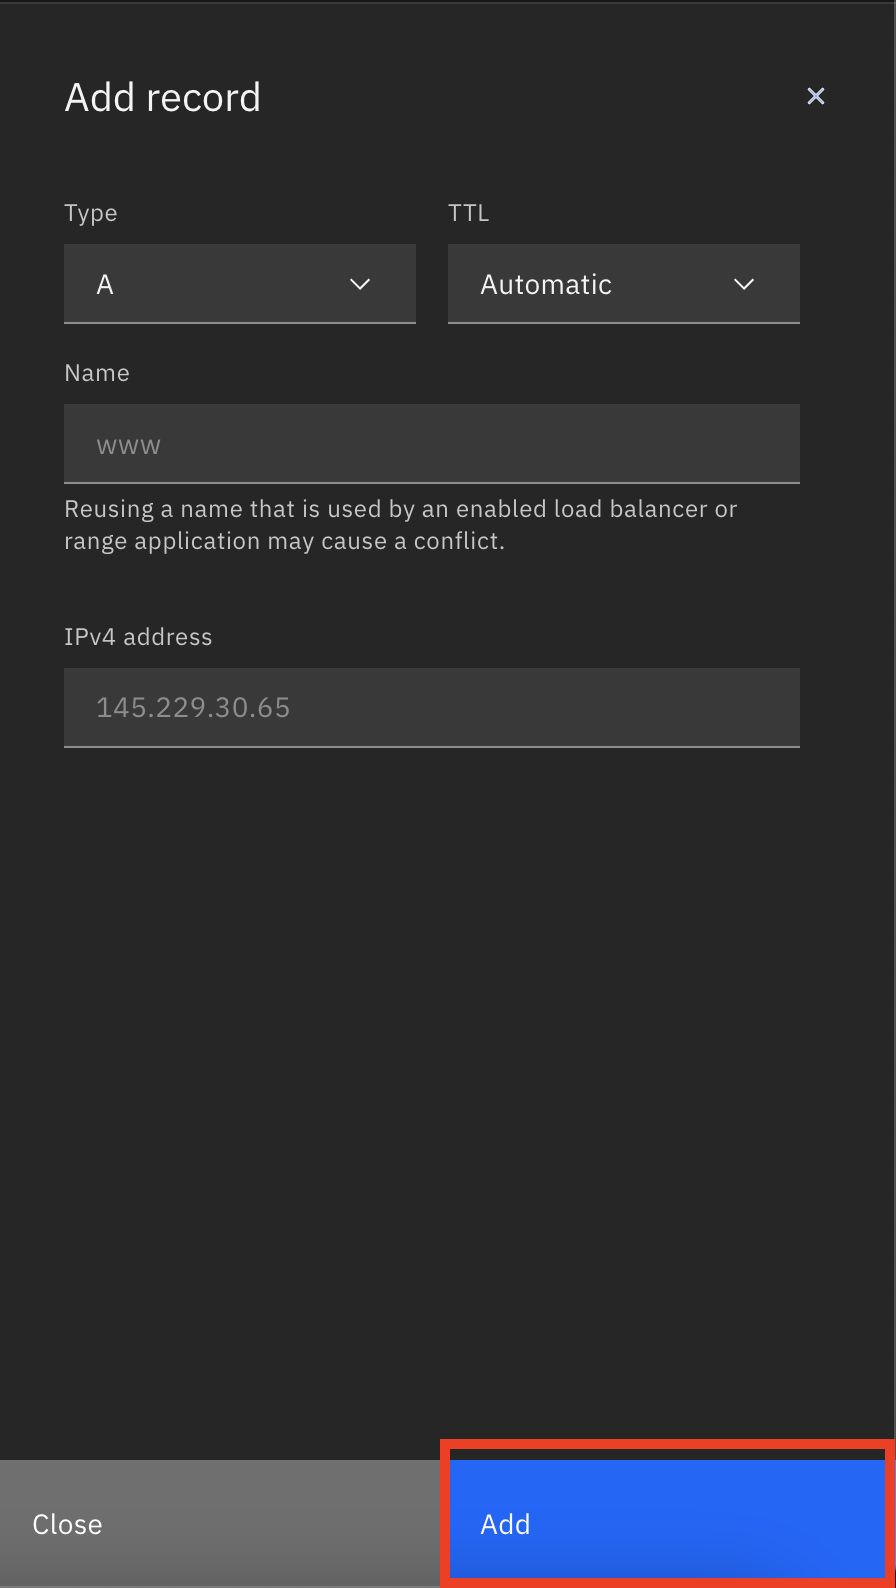 Add record
Type
TTL
A
Automatic
Name
www
Reusing a name that is used by an enabled load balancer or
range application may cause a conflict.
IPv4 address
145.229.30.65
Close
Add